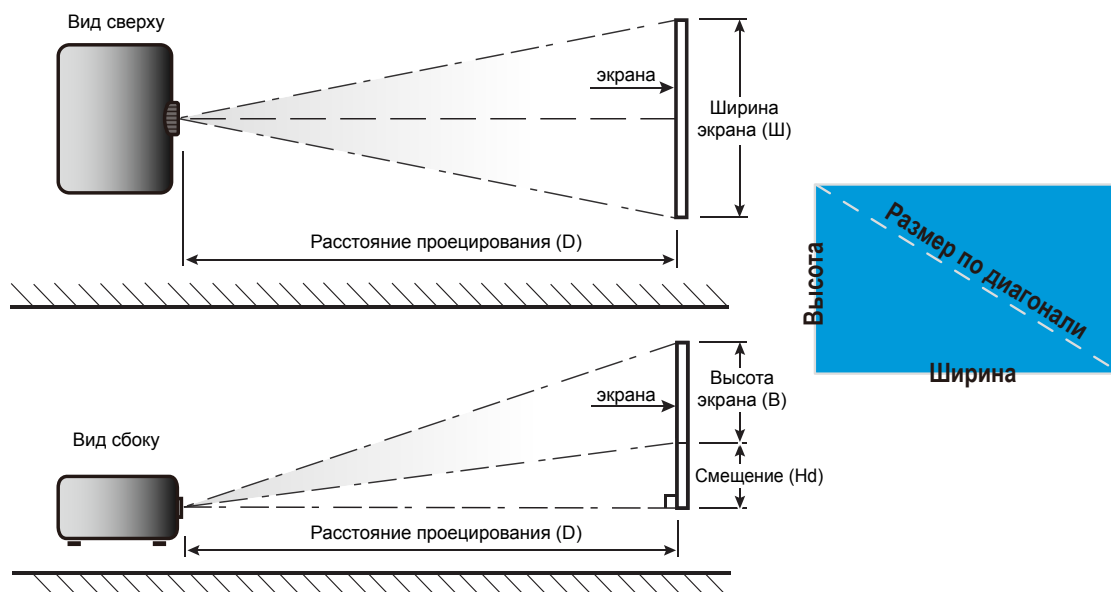 Вид сверху
экрана
Ширина
экрана (Ш)
Расстояние проецирования (D)
Высота
Размер по диагонали
Ширина
Вид сбоку
экрана
Высота
экрана (В)
Смещение (Hd)
Расстояние проецирования (D)